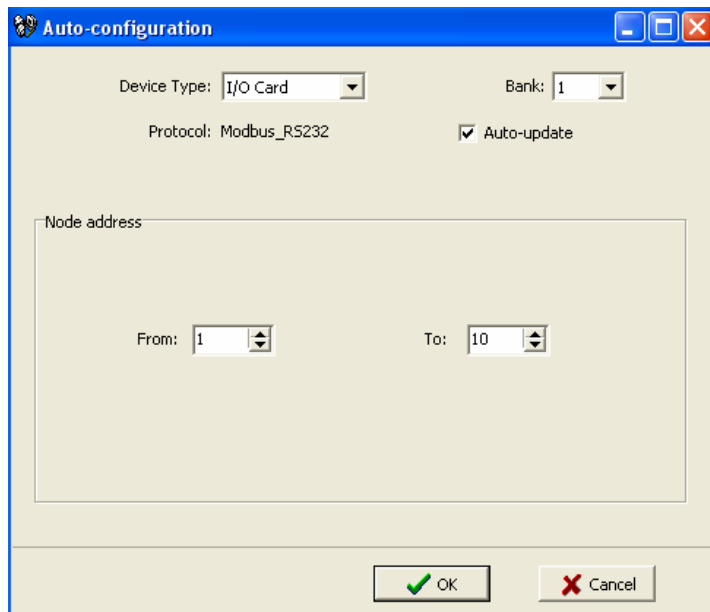 Auto-configuration
Device Type: I/O Card Bank: 1
Protocol: Modbus_RS232 Auto-update
Node address
From: 1 To: 10
OK Cancel